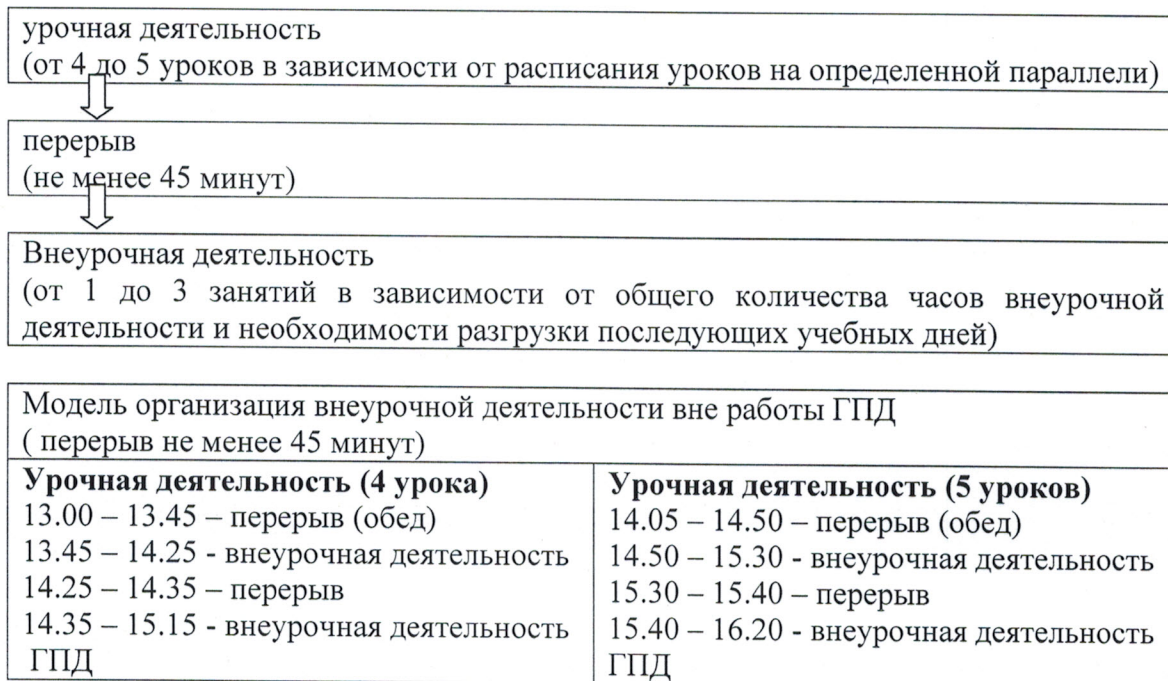 урочная деятельность
(от 4 до 5 уроков в зависимости от расписания уроков на определенной параллели)
перерыв
(не менее 45 минут)
Внеурочная деятельность
(от 1 до 3 занятий в зависимости от общего количества часов внеурочной
деятельности и необходимости разгрузки последующих учебных дней)
Модель организация внеурочной деятельности вне работы ГПД
( перерыв не менее 45 минут)
Урочная деятельность (4 урока)
13.00 – 13.45 – перерыв (обед)
13.45 – 14.25 - внеурочная деятельность
14.25 – 14.35 – перерыв
14.35 – 15.15 - внеурочная деятельность
ГПД
Урочная деятельность (5 уроков)
14.05 – 14.50 – перерыв (обед)
14.50 – 15.30 - внеурочная деятельность
15.30 – 15.40 – перерыв
15.40 – 16.20 - внеурочная деятельность
ГПД